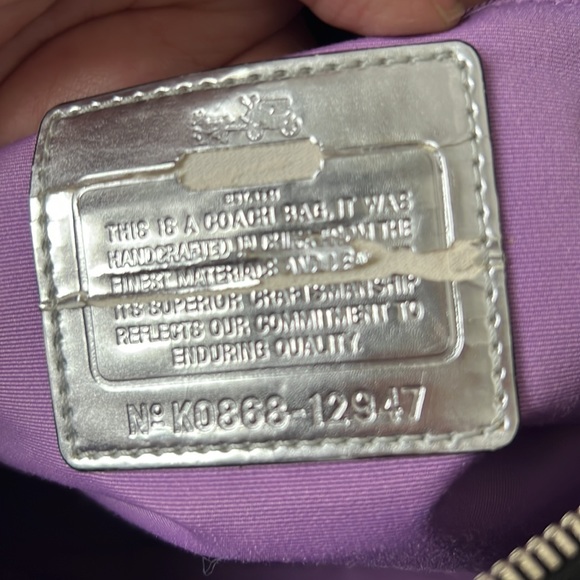 THIS IS A COACH BAG. IT WAS
HANDCRAFTED IN CHINA FROM THE
FINEST MATERIALS AND
ITS SUPERIOR CRAFTSMANSHIP
REFLECTS OUR COMMITMENT TO
ENDURING QUALITY.
Nº K0868-12947